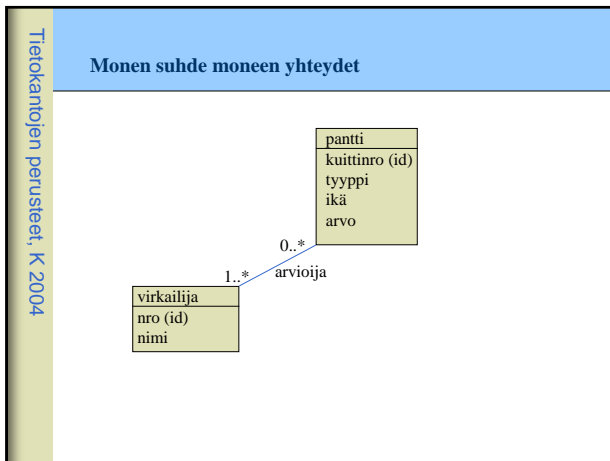 Tietokantojen perusteet, K 2004
Monen suhde moneen yhteydet
pantti
kuittinro (id)
tyyppi
ikä
arvo
0..*
arvioija
1..*
virkailija
nro (id)
nimi